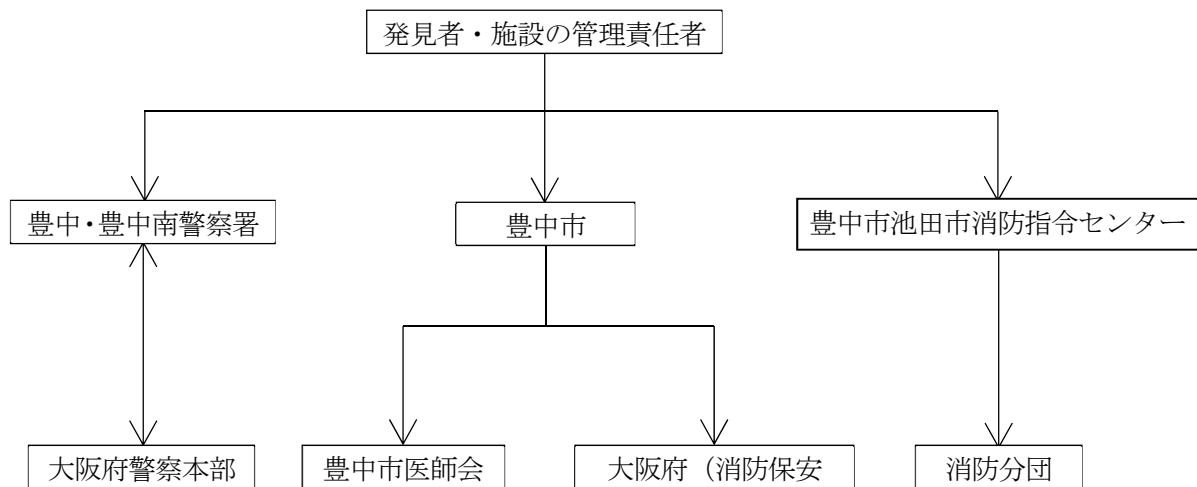 発見者・施設の管理責任者
豊中・豊中南警察署
豊中市
豊中市池田市消防指令センター
大阪府警察本部
豊中市医師会
大阪府（消防保安
消防分団